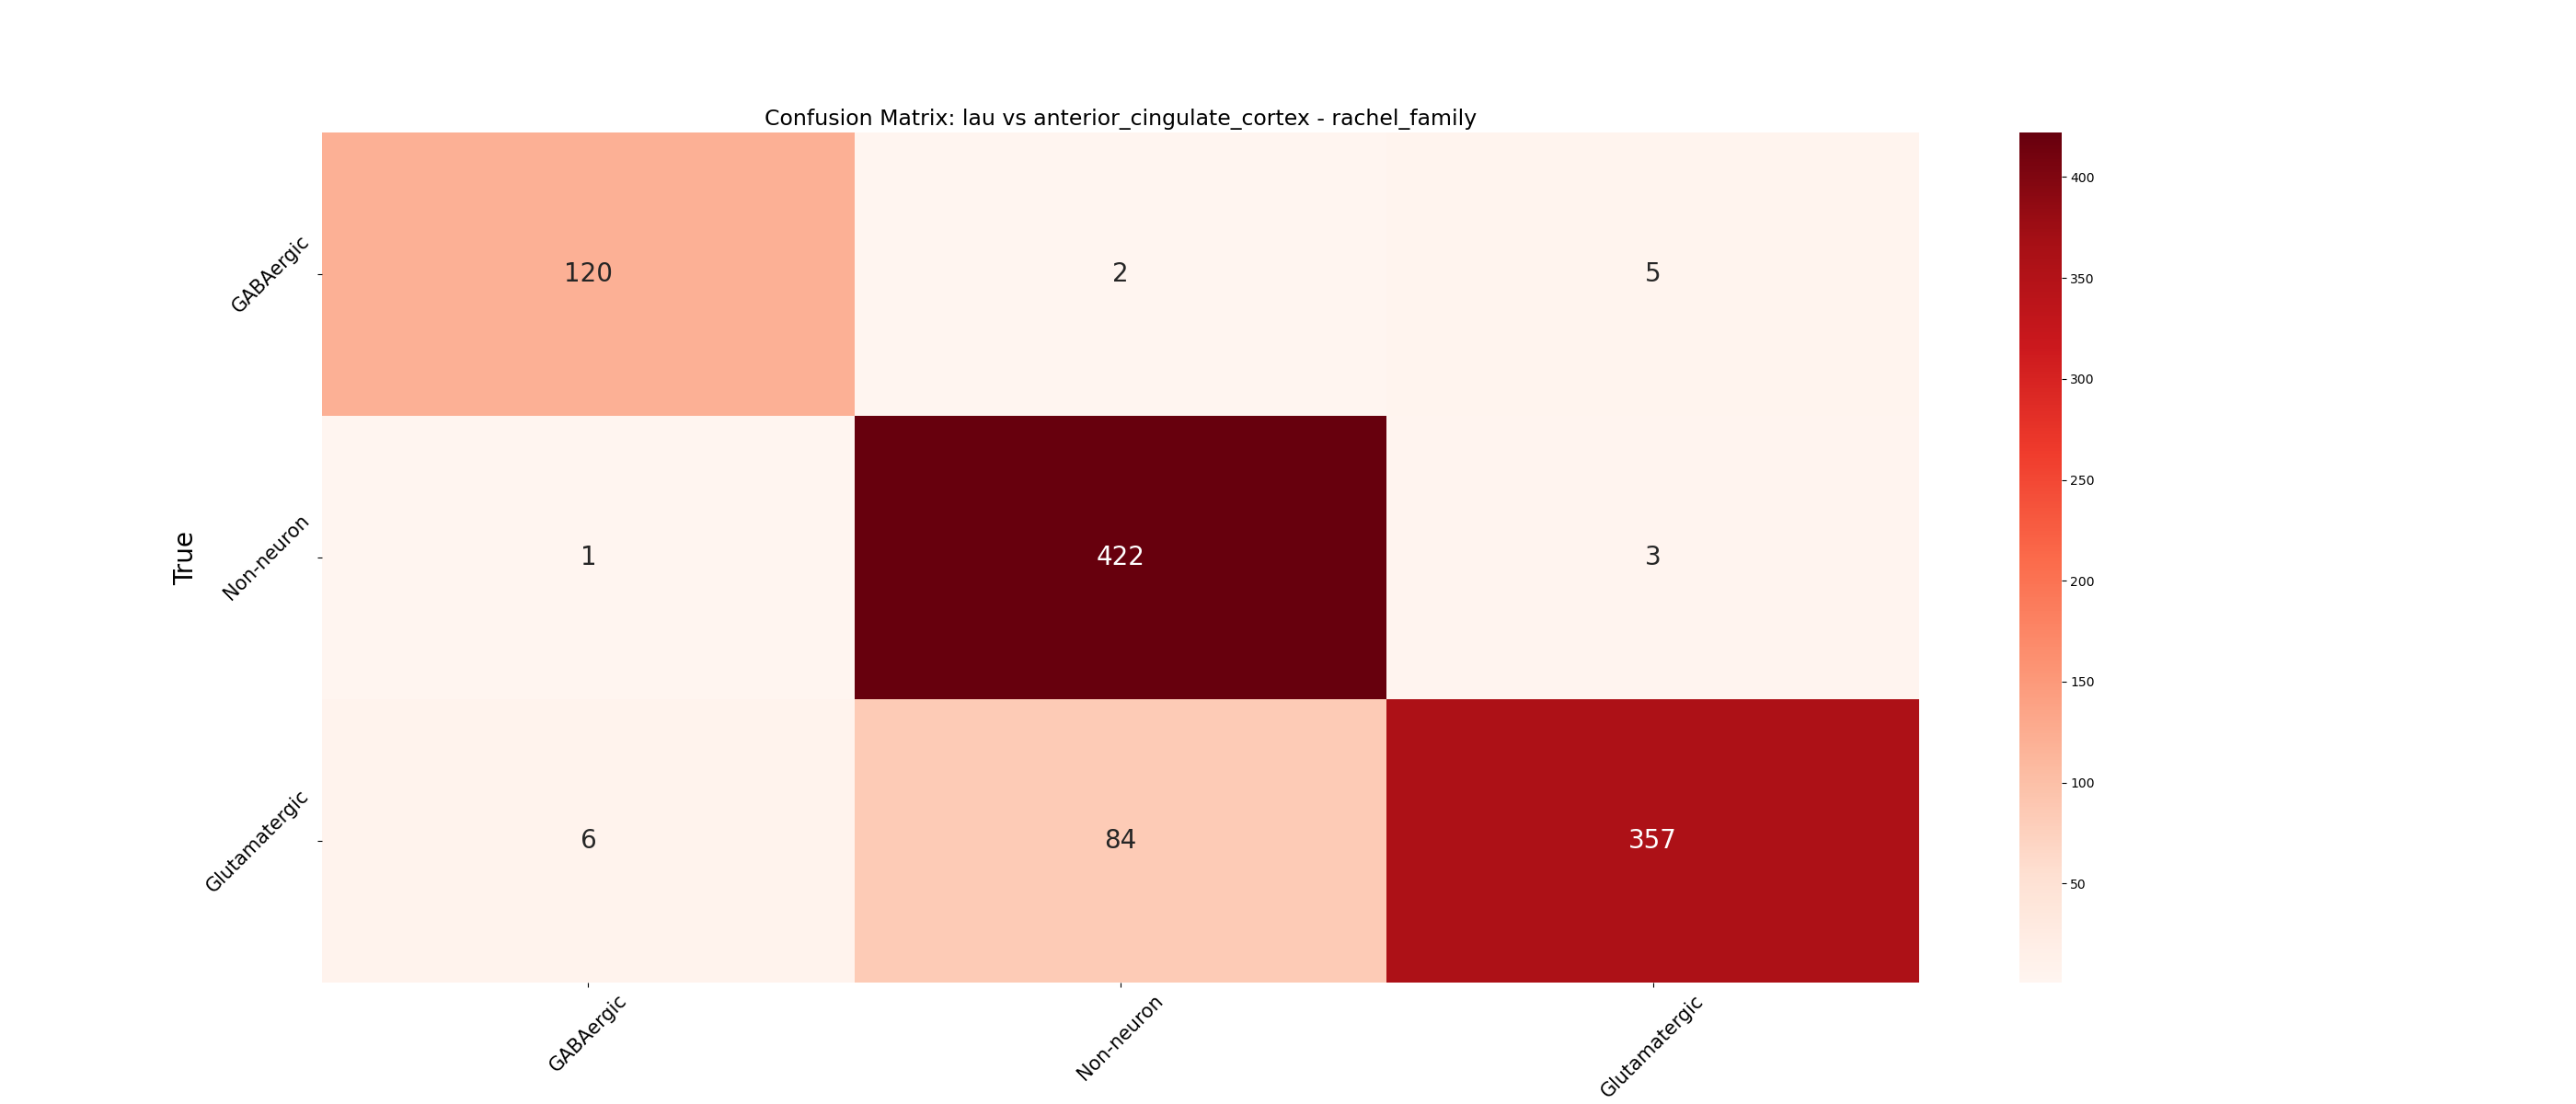 Confusion Matrix: lau vs anterior_cingulate_cortex - rachel_family
GABAergic
120
2
5
Non-neuron
1
422
3
Glutamatergic
6
84
357
True
GABAergic
Non-neuron
Glutamatergic
400
350
300
250
200
150
100
50